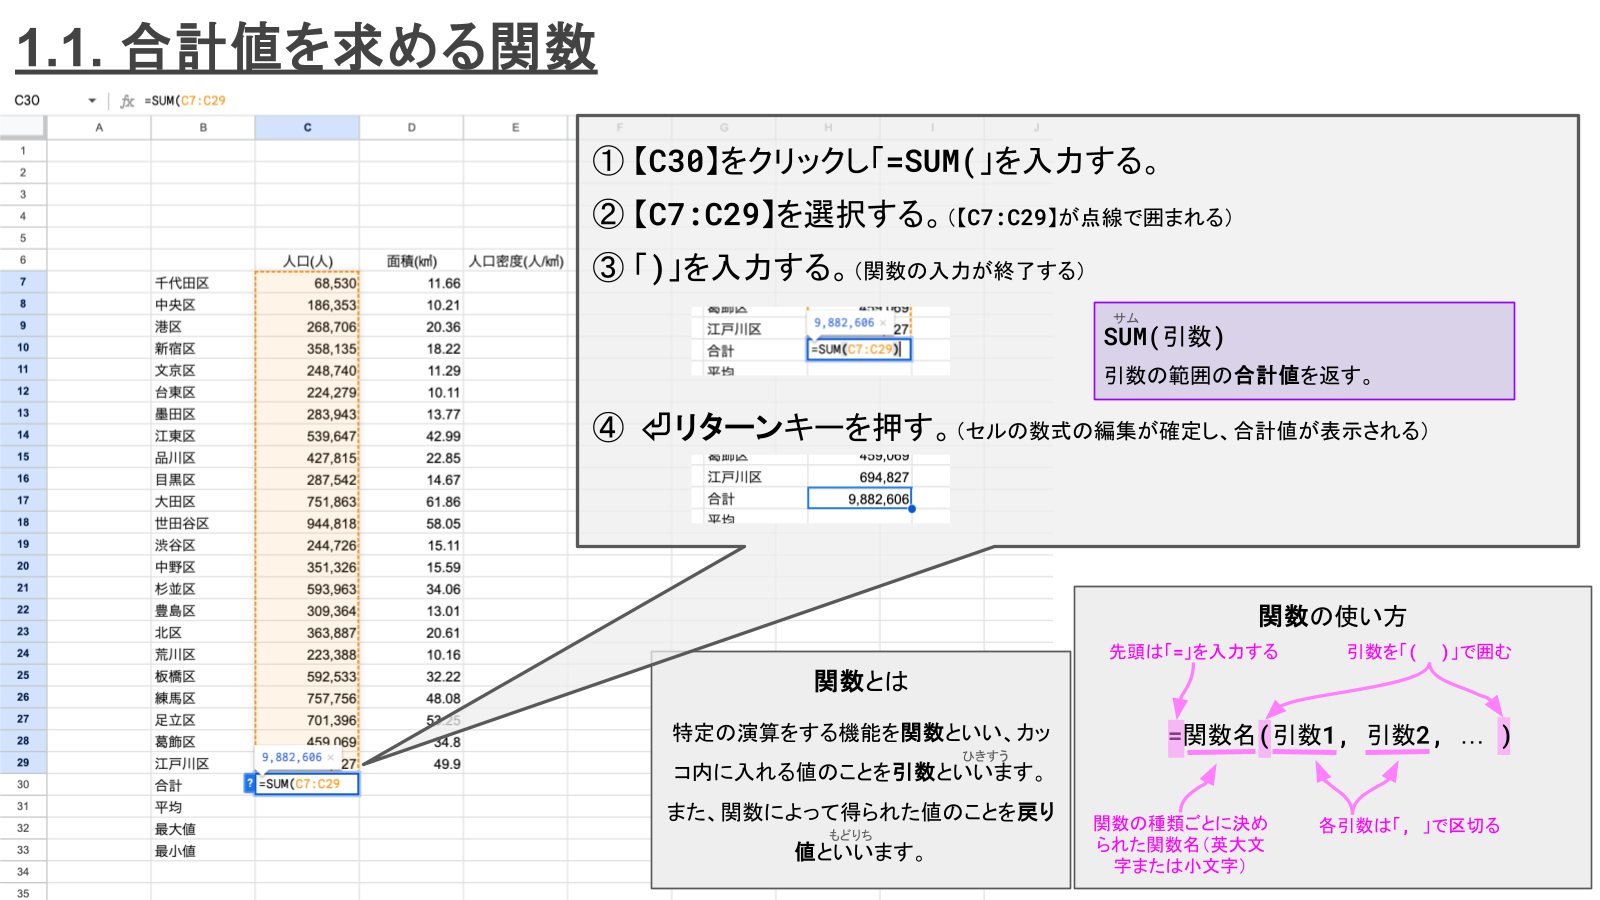 1.1. 合計値を求める関数
C30 fx =SUM(C7:C29
A B C D E F G H I J
1
2
3
4
5
6 人口(人) 面積(㎢) 人口密度(人/㎢)
7 千代田区 68,530 11.66
8 中央区 186,353 10.21
9 港区 268,706 20.36
10 新宿区 358,135 18.22
11 文京区 248,740 11.29
12 台東区 224,279 10.11
13 墨田区 283,943 13.77
14 江東区 539,647 42.99
15 品川区 427,815 22.85
16 目黒区 287,542 14.67
17 大田区 751,863 61.86
18 世田谷区 944,818 58.05
19 渋谷区 244,726 15.11
20 中野区 351,326 15.59
21 杉並区 593,963 34.06
22 豊島区 309,364 13.01
23 北区 363,887 20.61
24 荒川区 223,388 10.16
25 板橋区 592,533 32.22
26 練馬区 757,756 48.08
27 足立区 701,396 53.25
28 葛飾区 459,069 34.8
9,882,606 ×
29 江戸川区 27 49.9
30 合計 ? =SUM(C7:C29
31 平均
32 最大値
33 最小値
34
35
①【C30】をクリックし「=SUM(」を入力する。
②【C7:C29】を選択する。(【C7:C29】が点線で囲まれる)
③「)」を入力する。(関数の入力が終了する)
葛飾区 459,069
9,882,606 ×
江戸川区 27
合計 =SUM(C7:C29)
平均
サム
SUM(引数)
引数の範囲の合計値を返す。
④ ⏎リターンキーを押す。(セルの数式の編集が確定し、合計値が表示される)
葛飾区 459,069
江戸川区 694,827
合計 9,882,606
平均
関数とは
特定の演算をする機能を関数といい、カッ
コ内に入れる値のことを引数といいます。
ひきすう
また、関数によって得られた値のことを戻り
もどりち
値といいます。
関数の使い方
先頭は「=」を入力する 引数を「( )」で囲む
=関数名(引数1, 引数2, … )
関数の種類ごとに決め
られた関数名(英大文
字または小文字)
各引数は「, 」で区切る